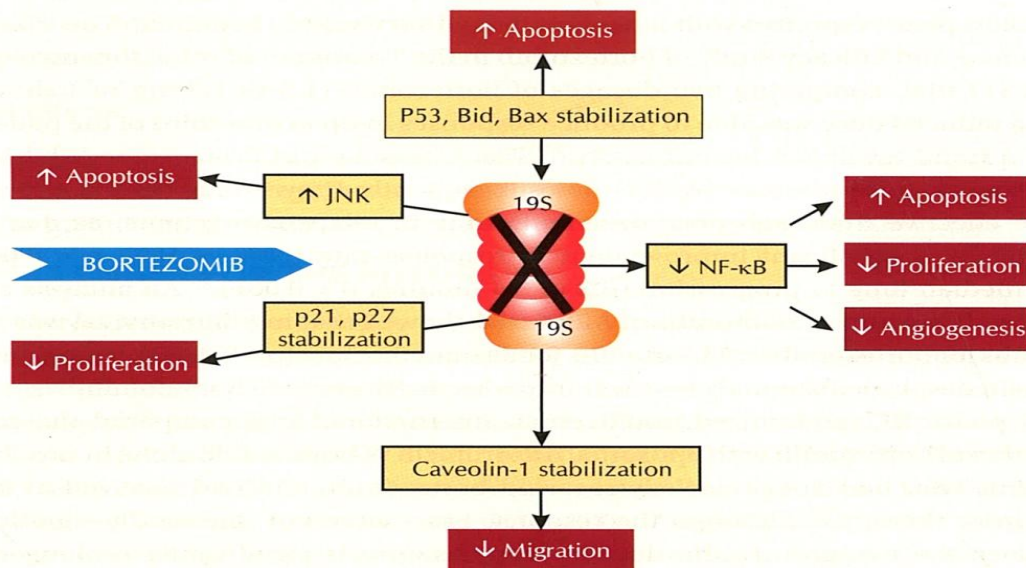 ↑ Apoptosis
P53, Bid, Bax stabilization
↑ Apoptosis
↑ JNK
19S
↑ Apoptosis
BORTEZOMIB
↓ NF-κB
↓ Proliferation
p21, p27
stabilization
19S
↓ Proliferation
↓ Angiogenesis
Caveolin-1 stabilization
↓ Migration